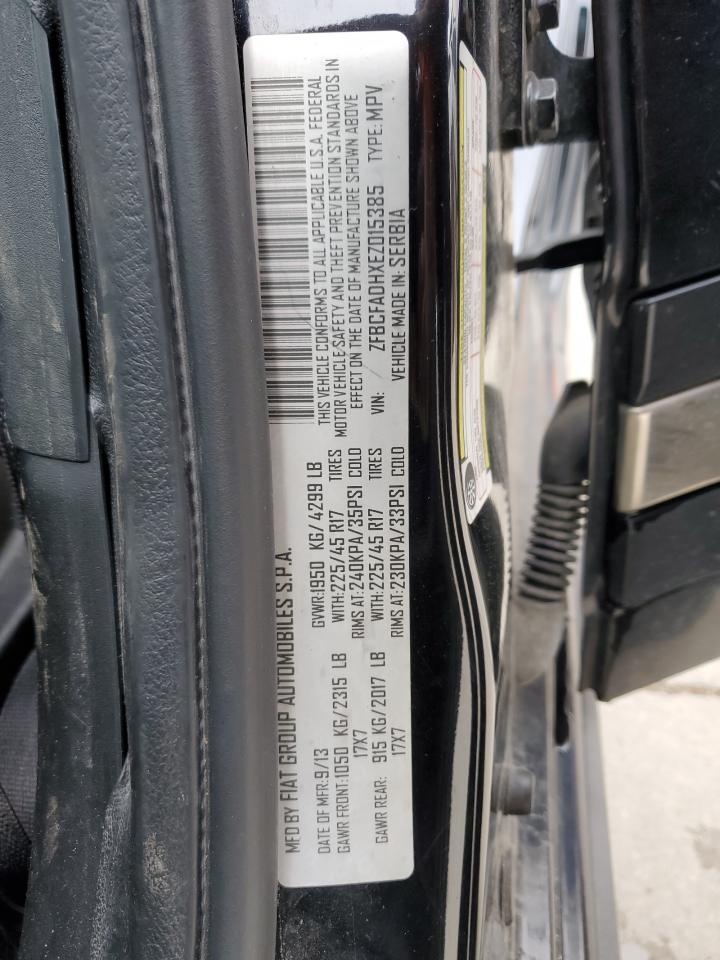 MFD BY FIAT GROUP AUTOMOBILES S.P.A.
DATE OF MFR:9/13 GVWR:1950 KG/4299 LB
GAWR FRONT:1050 KG/2315 LB WITH:225/45 R17 TIRES
17X7 RIMS AT:240KPA/35PSI COLD
GAWR REAR: 915 KG/2017 LB WITH:225/45 R17 TIRES
17X7 RIMS AT:230KPA/33PSI COLD
THIS VEHICLE CONFORMS TO ALL APPLICABLE U.S.A. FEDERAL
MOTOR VEHICLE SAFETY AND THEFT PREVENTION STANDARDS IN
EFFECT ON THE DATE OF MANUFACTURE SHOWN ABOVE
VIN: ZFBCFADHXEZ015385 TYPE: MPV
VEHICLE MADE IN: SERBIA